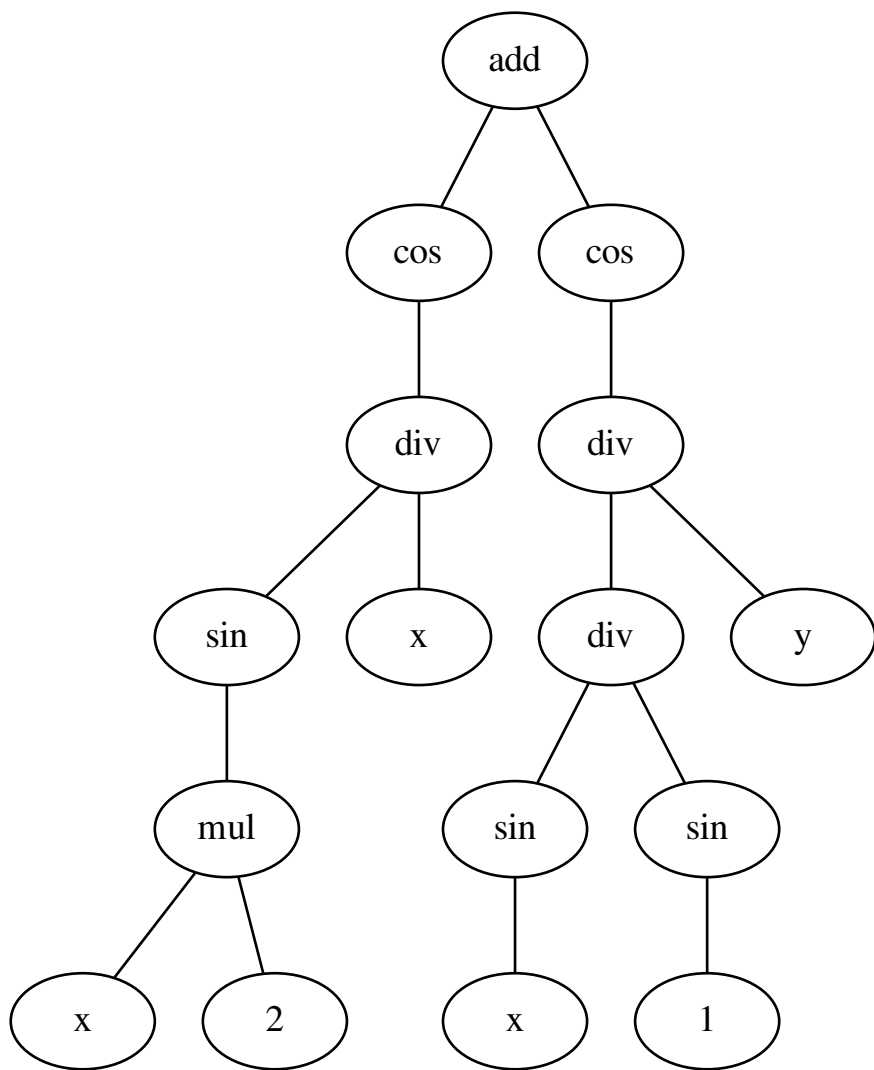 add
cos cos
div div
sin x div y
mul sin sin
x 2 x 1